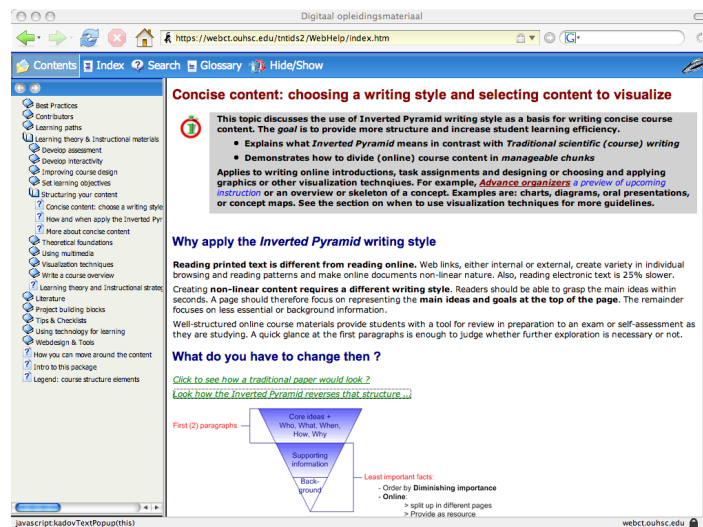 Digitaal opleidingsmateriaal
https://webct.ouhsc.edu/tntids2/WebHelp/index.htm
G
Contents Index Search Glossary Hide/Show
Best Practices
Contributors
Learning paths
Learning theory & Instructional materials
Develop assessment
Develop interactivity
Improving course design
Set learning objectives
Structuring your content
Concise content: choose a writing style
How and when apply the Inverted Pyr
More about concise content
Theoretical foundations
Using multimedia
Visualization techniques
Write a course overview
Learning theory and Instructional strateg
Literature
Project building blocks
Tips & Checklists
Using technology for learning
Webdesign & Tools
How you can move around the content
Intro to this package
Legend: course structure elements
Concise content: choosing a writing style and selecting content to visualize
This topic discusses the use of Inverted Pyramid writing style as a basis for writing concise course
content. The goal is to provide more structure and increase student learning efficiency.
• Explains what Inverted Pyramid means in contrast with Traditional scientific (course) writing
• Demonstrates how to divide (online) course content in manageable chunks
Applies to writing online introductions, task assignments and designing or choosing and applying
graphics or other visualization technqiues. For example, Advance organizers a preview of upcoming
instruction or an overview or skeleton of a concept. Examples are: charts, diagrams, oral presentations,
or concept maps. See the section on when to use visualization techniques for more guidelines.
Why apply the Inverted Pyramid writing style
Reading printed text is different from reading online. Web links, either internal or external, create variety in individual
browsing and reading patterns and make online documents non-linear nature. Also, reading electronic text is 25% slower.
Creating non-linear content requires a different writing style. Readers should be able to grasp the main ideas within
seconds. A page should therefore focus on representing the main ideas and goals at the top of the page. The remainder
focuses on less essential or background information.
Well-structured online course materials provide students with a tool for review in preparation to an exam or self-assessment as
they are studying. A quick glance at the first paragraphs is enough to judge whether further exploration is necessary or not.
What do you have to change then ?
Click to see how a traditional paper would look ?
Look how the Inverted Pyramid reverses that structure ...
First (2) paragraphs
Core ideas +
Who, What, When,
How, Why
Supporting
information
Back-
ground
Least important facts:
- Order by Diminishing importance
- Online:
> split up in different pages
> Provide as resource
javascript:kadovTextPopup(this)
webct.ouhsc.edu